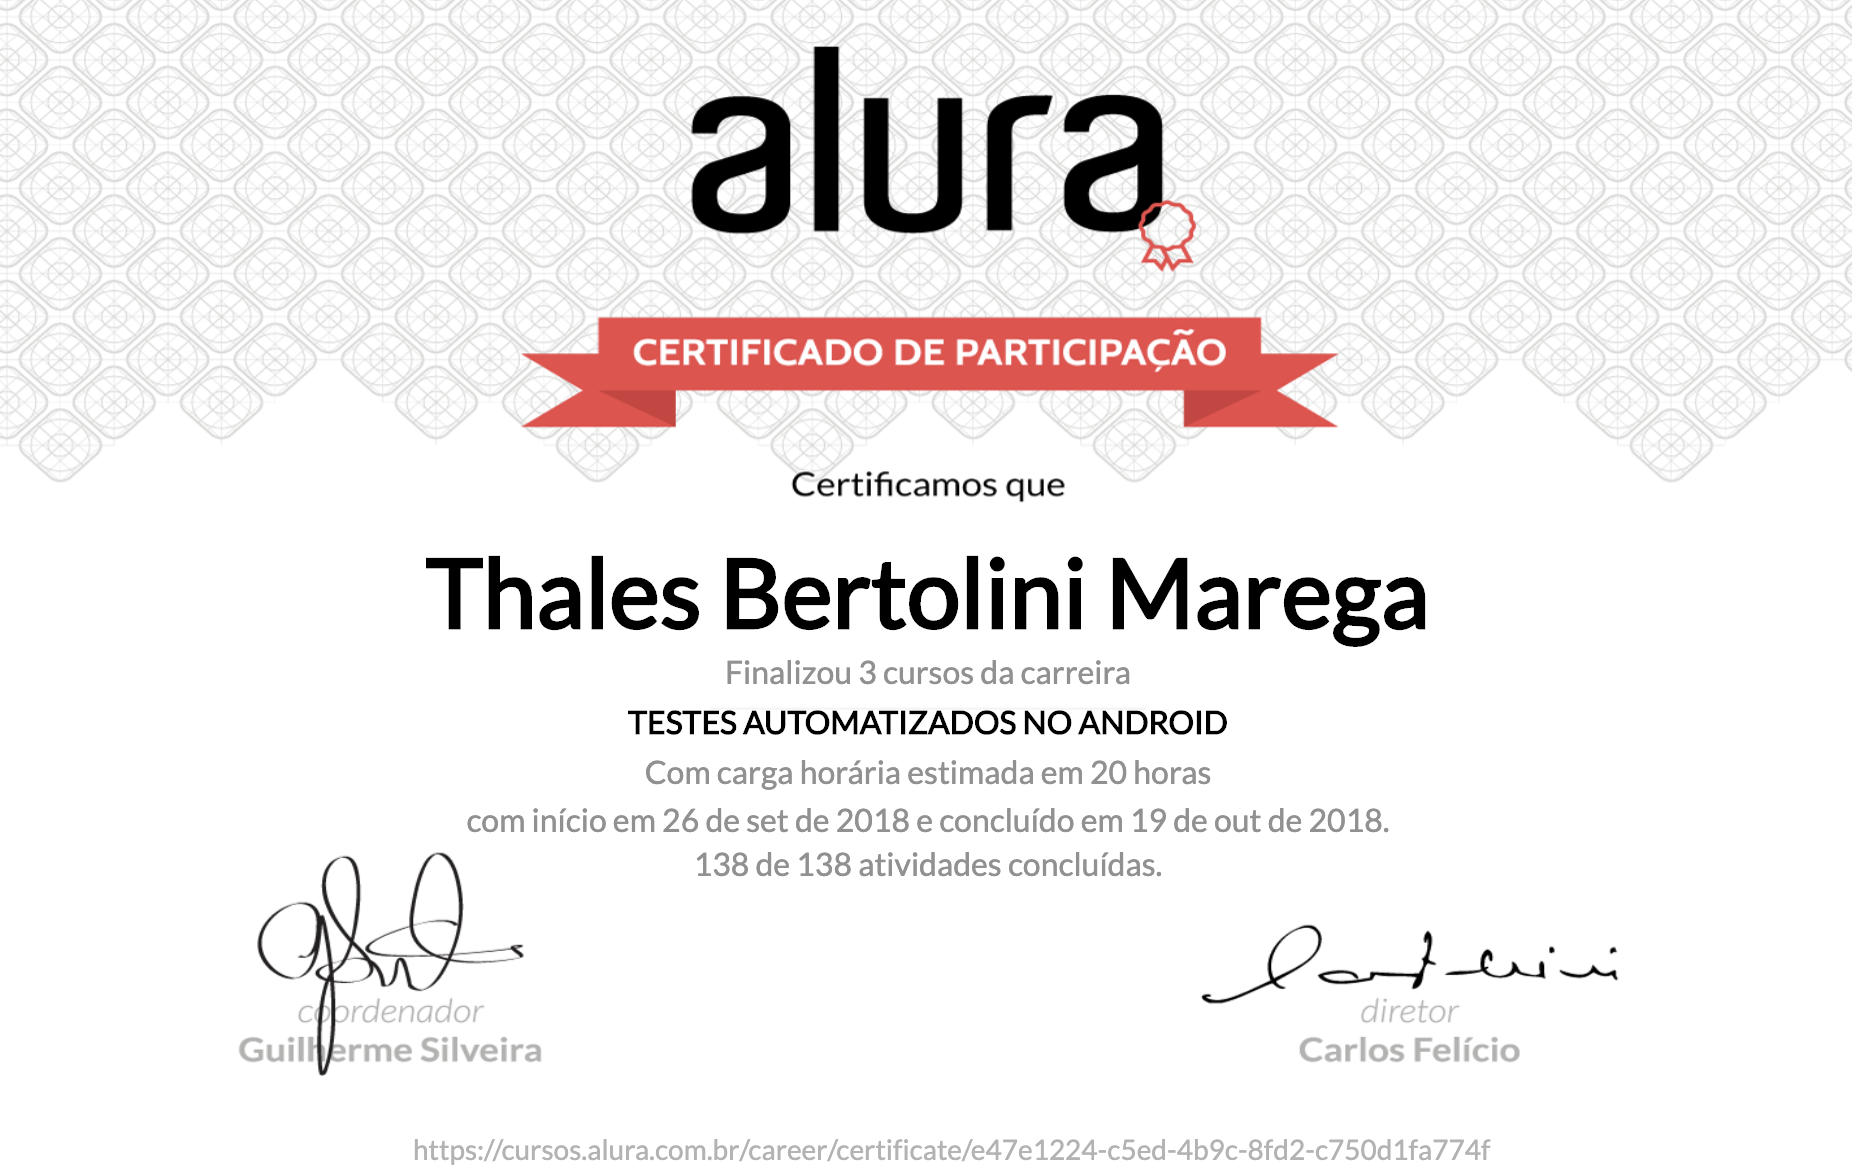 alura
CERTIFICADO DE PARTICIPAÇÃO
Certificamos que
Thales Bertolini Marega
Finalizou 3 cursos da carreira
TESTES AUTOMATIZADOS NO ANDROID
Com carga horária estimada em 20 horas
com início em 26 de set de 2018 e concluído em 19 de out de 2018.
138 de 138 atividades concluídas.
coordenador
Guilherme Silveira
diretor
Carlos Felício
https://cursos.alura.com.br/career/certificate/e47e1224-c5ed-4b9c-8fd2-c750d1fa774f